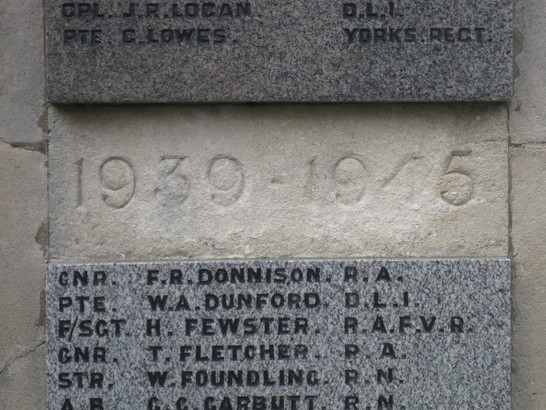 CPL. J.R.LOGAN. D.L.I.
PTE. C.LOWES. YORKS.REGT.
1939-1945
GNR. F.R.DONNISON. R.A.
PTE. W.A.DUNFORD. D.L.I.
F/SGT. H. FEWSTER. R.A.F.V.R.
GNR. T. FLETCHER. R.A.
STR. W.FOUNDLING. R.N.
A.B. G.G.GARBUTT. R.N.